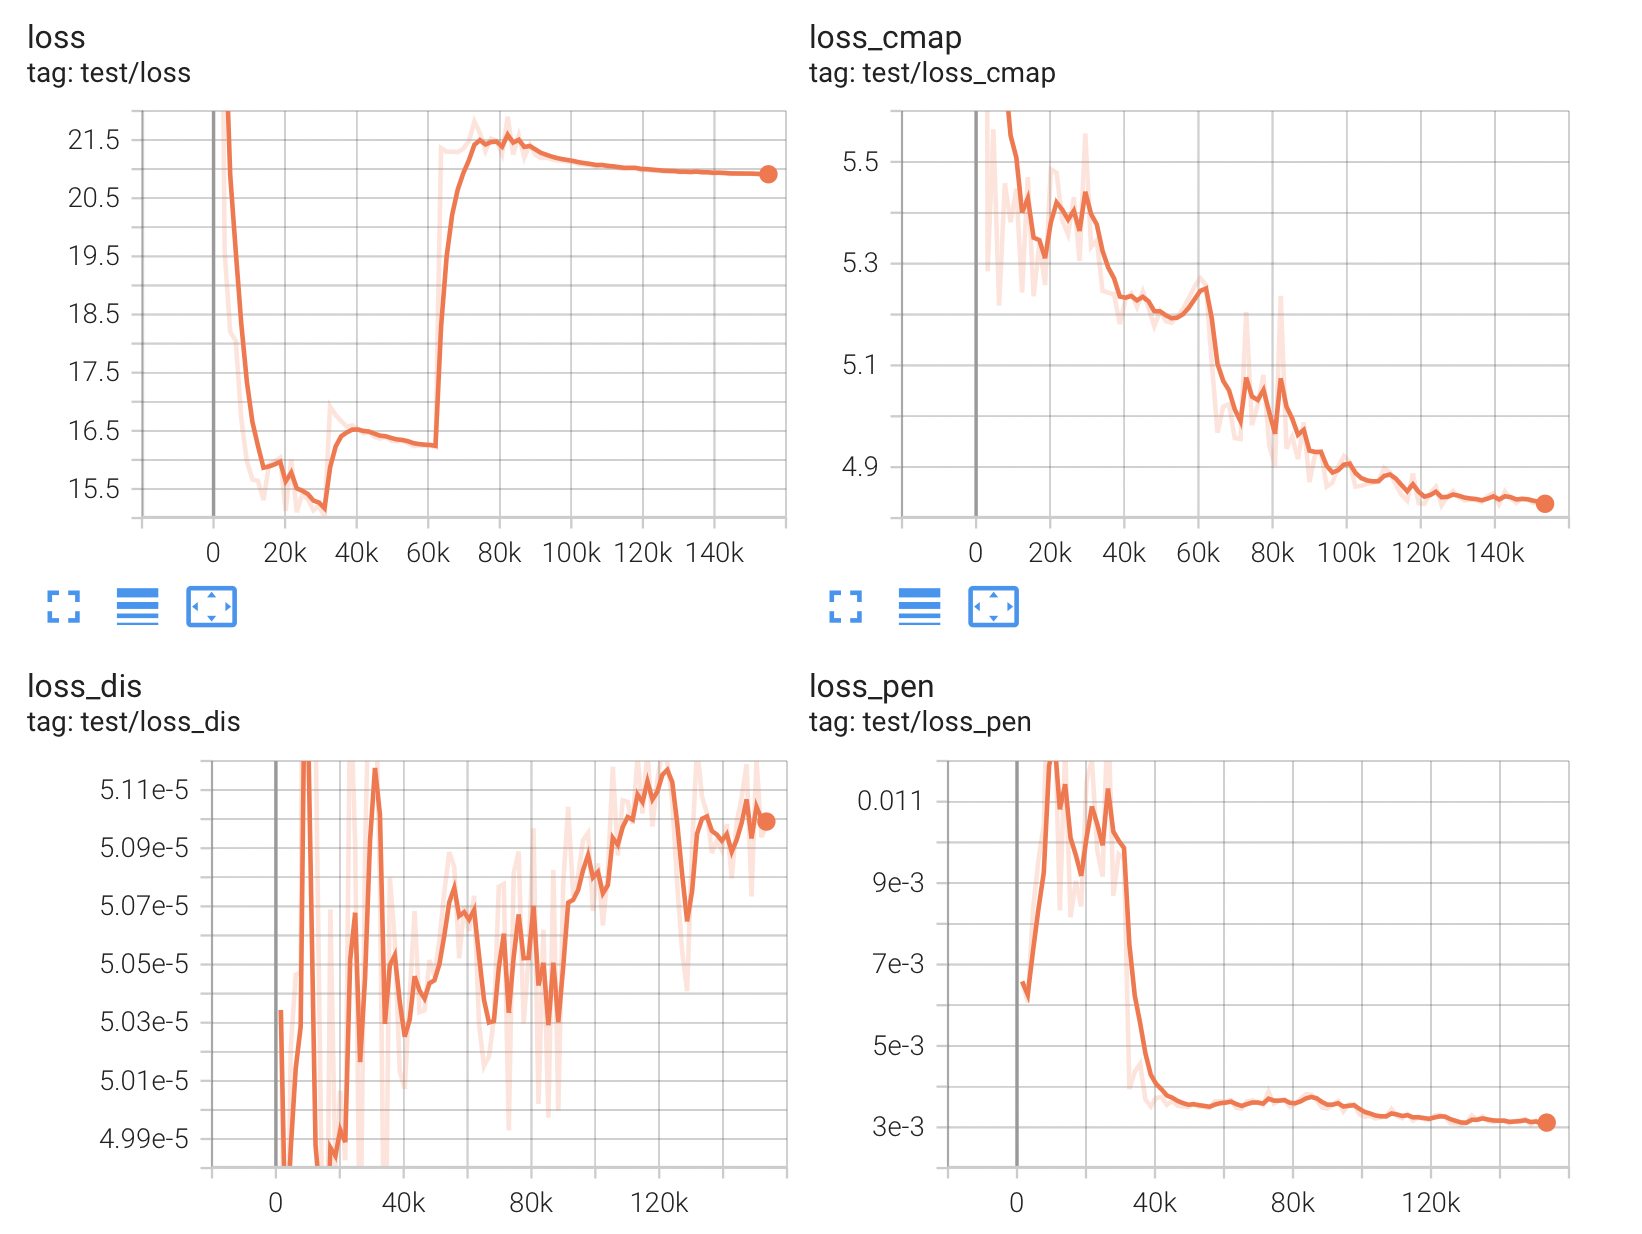 loss
tag: test/loss
21.5
20.5
19.5
18.5
17.5
16.5
15.5
0 20k 40k 60k 80k 100k 120k 140k
loss_cmap
tag: test/loss_cmap
5.5
5.3
5.1
4.9
0 20k 40k 60k 80k 100k 120k 140k
loss_dis
tag: test/loss_dis
5.11e-5
5.09e-5
5.07e-5
5.05e-5
5.03e-5
5.01e-5
4.99e-5
0 40k 80k 120k
loss_pen
tag: test/loss_pen
0.011
9e-3
7e-3
5e-3
3e-3
0 40k 80k 120k